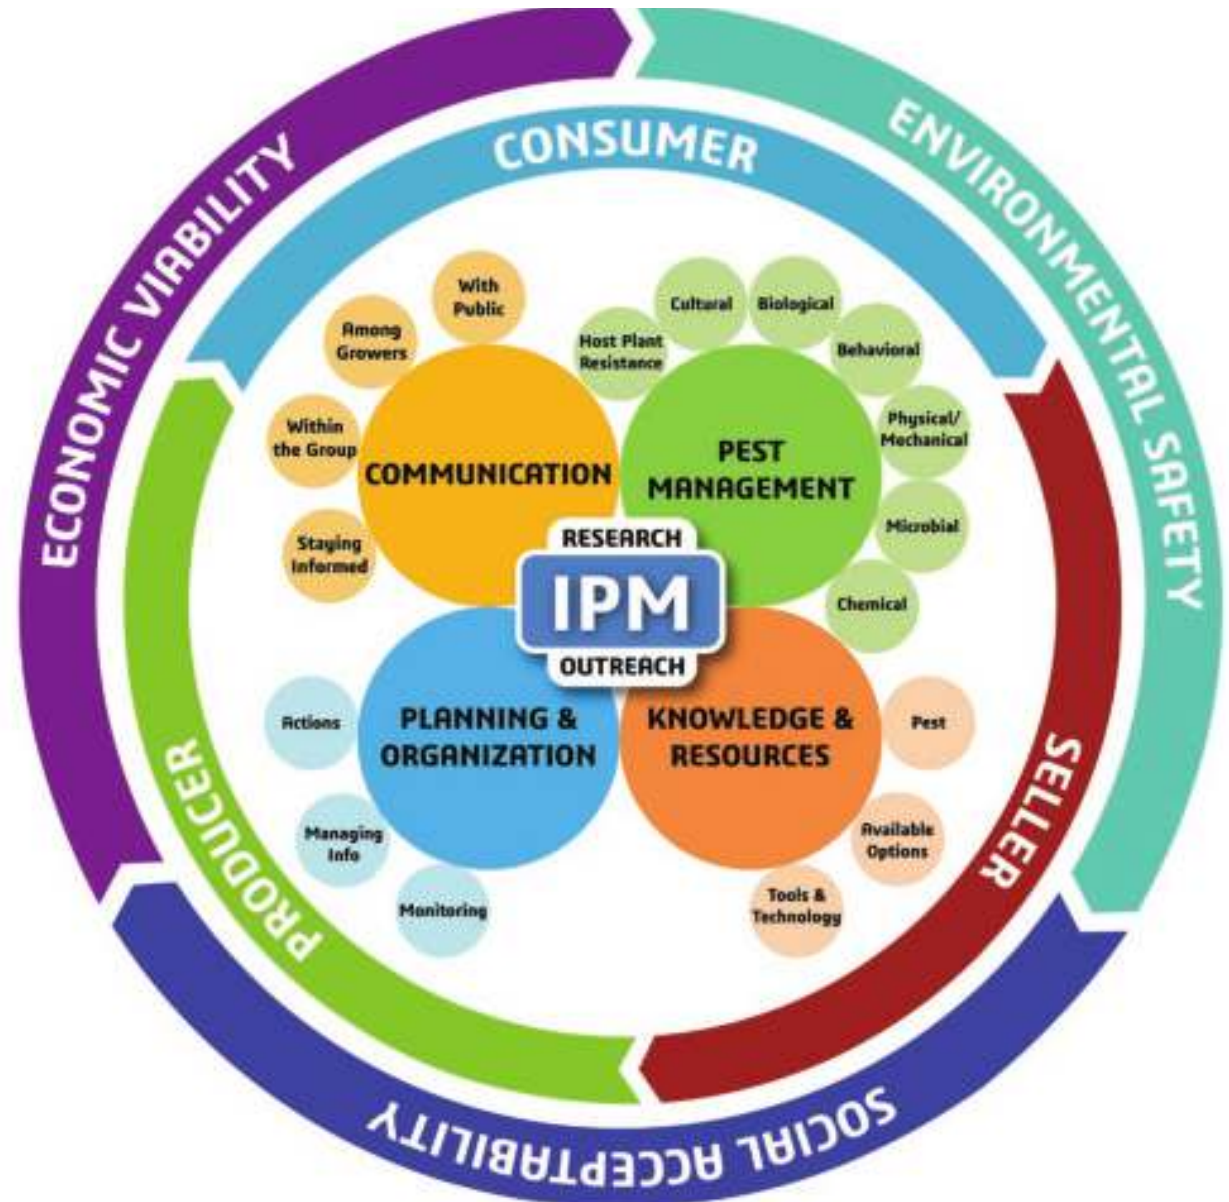 ECONOMIC VIABILITY
ENVIRONMENTAL SAFETY
SOCIAL ACCEPTABILITY
CONSUMER
SELLER
PRODUCER
COMMUNICATION
With
Public
Among
Growers
Within
the Group
Staying
Informed
PEST
MANAGEMENT
Host Plant
Resistance
Cultural
Biological
Behavioral
Physical/
Mechanical
Microbial
Chemical
RESEARCH
IPM
OUTREACH
PLANNING &
ORGANIZATION
Actions
Managing
Info
Monitoring
KNOWLEDGE &
RESOURCES
Pest
Available
Options
Tools &
Technology